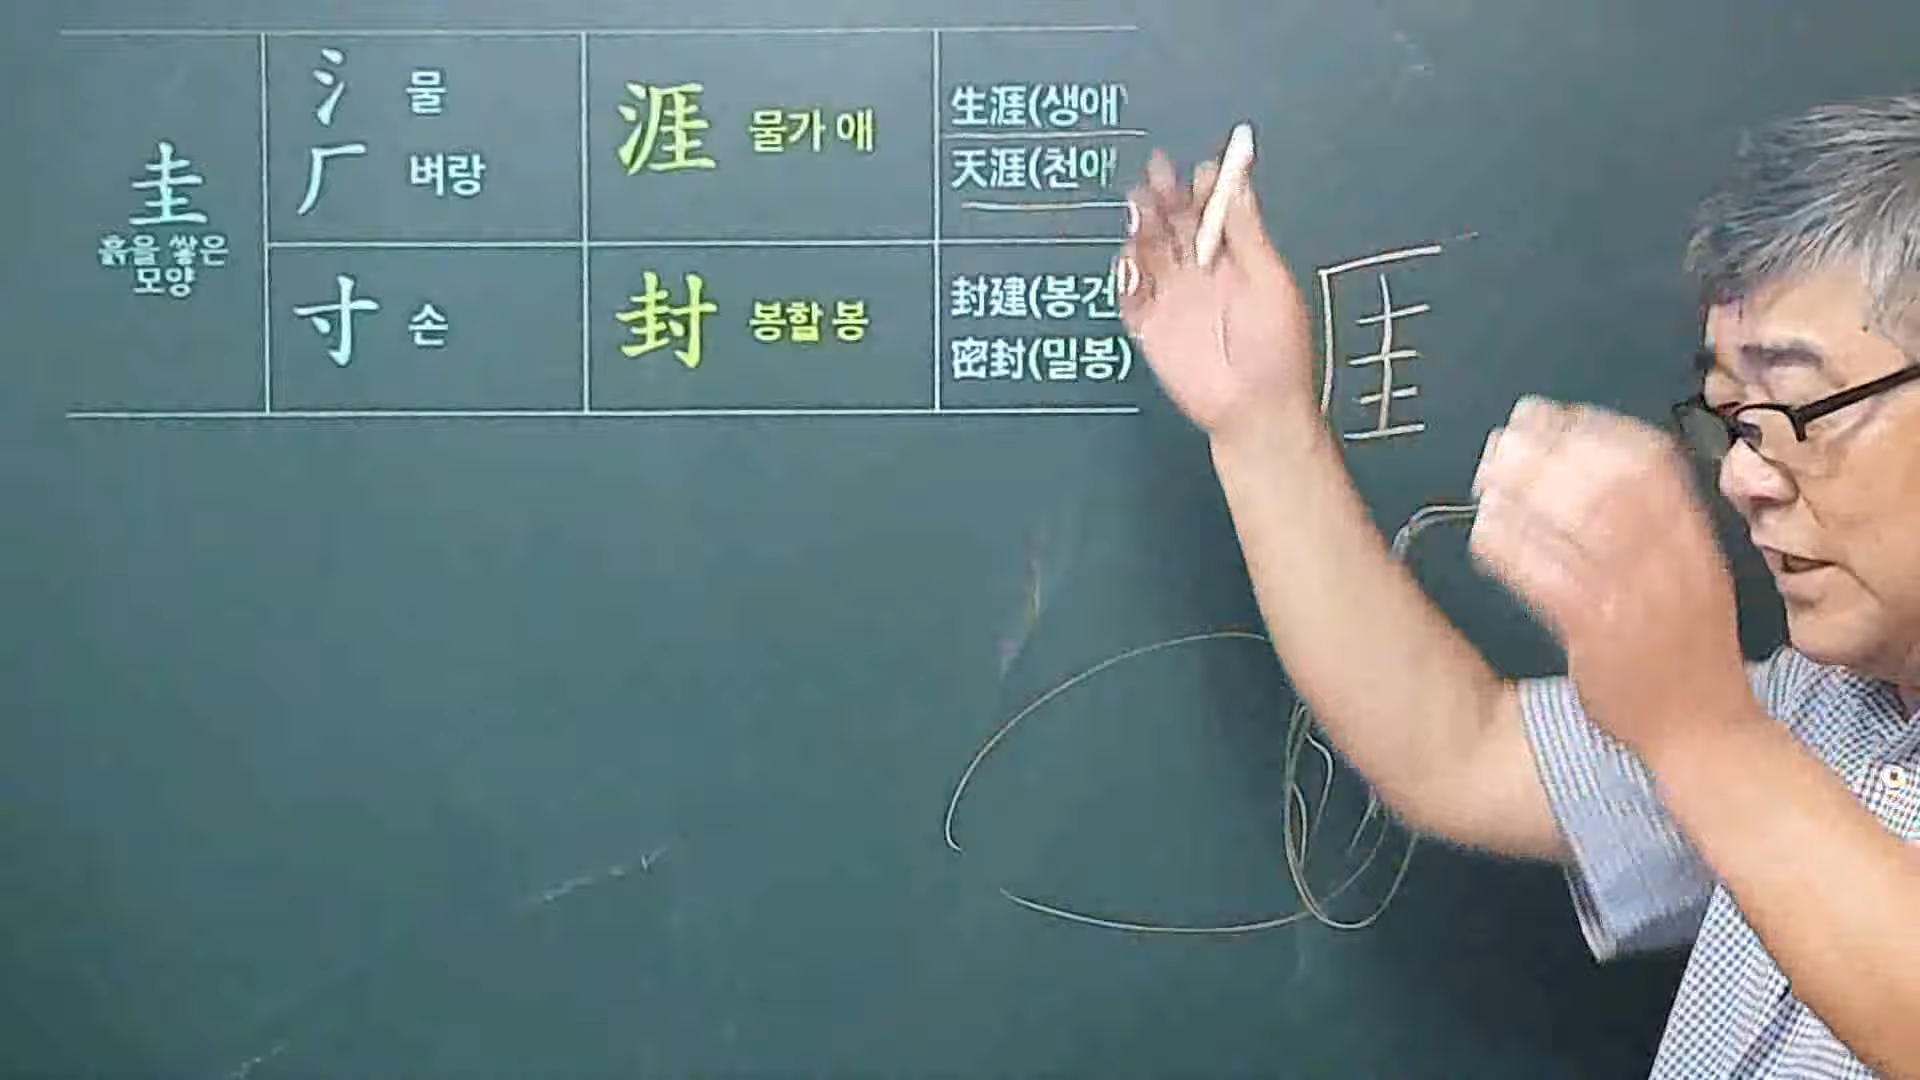 圭
흙을 쌓은
모양
氵 물
厂 벼랑
涯 물가 애
生涯(생애)
天涯(천애
寸 손
封 봉할 봉
封建(봉건)
密封(밀봉)
厓